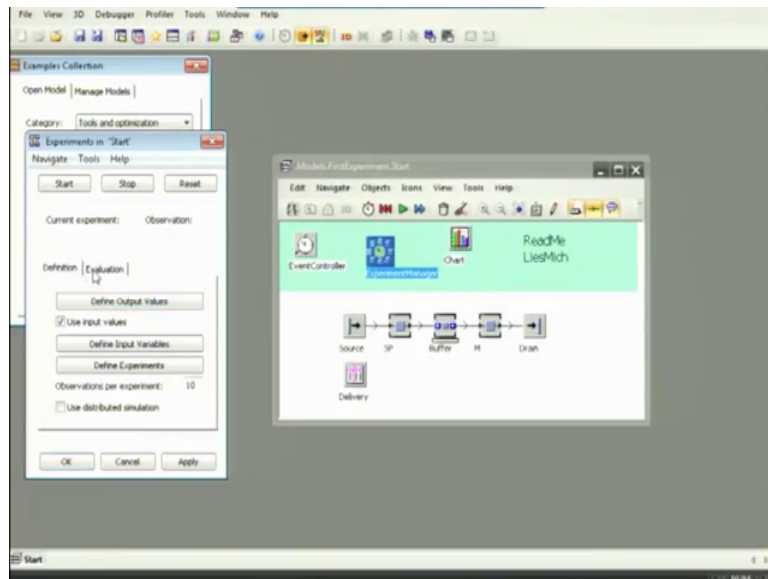 File View 3D Debugger Profiler Tools Window Help
Examples Collection
Open Model Manage Models
Category: Tools and optimization
Experiments in 'Start'
Navigate Tools Help
Start Stop Reset
Current experiment: Observation:
Definition Evaluation
Define Output Values
Use input values
Define Input Variables
Define Experiments
Observations per experiment: 10
Use distributed simulation
OK Cancel Apply
.Models.FirstExperiment.Start
Edit Navigate Objects Icons View Tools Help
EventController
ExperimentManager
Chart
ReadMe
LiesMich
Source SP Buffer M Drain
Delivery
Start